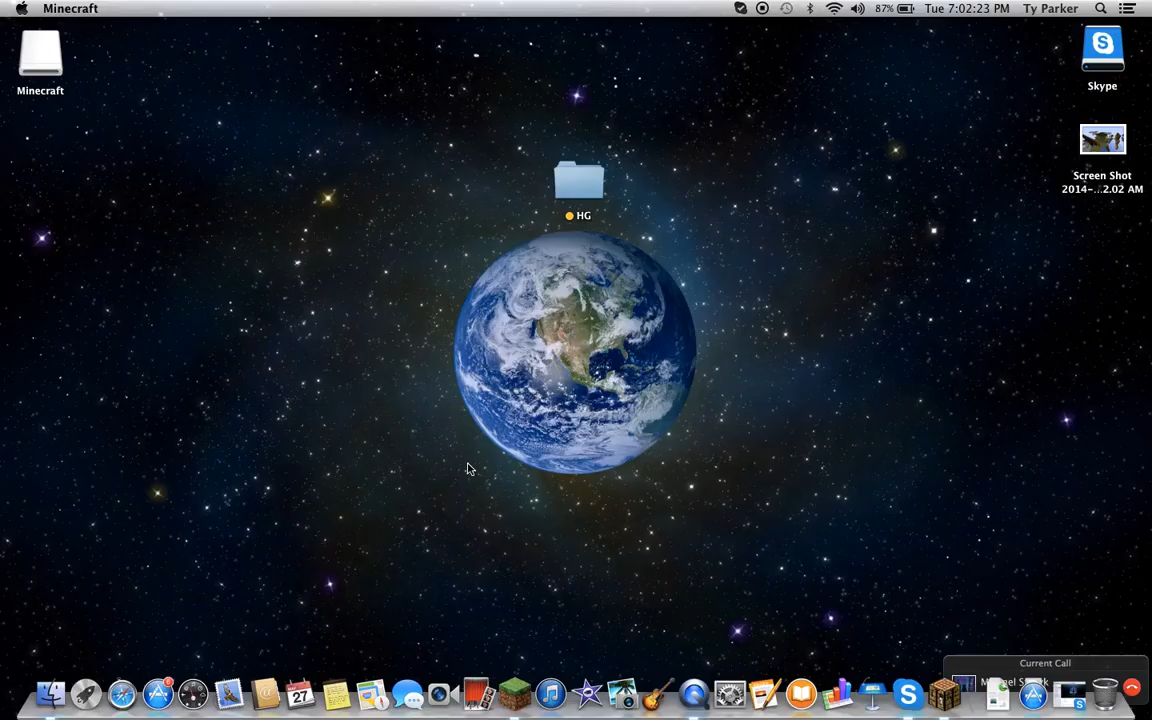 Minecraft
87%
Tue 7:02:23 PM
Ty Parker
Minecraft
Skype
Screen Shot
2014-...2.02 AM
HG
MAY
27
Current Call